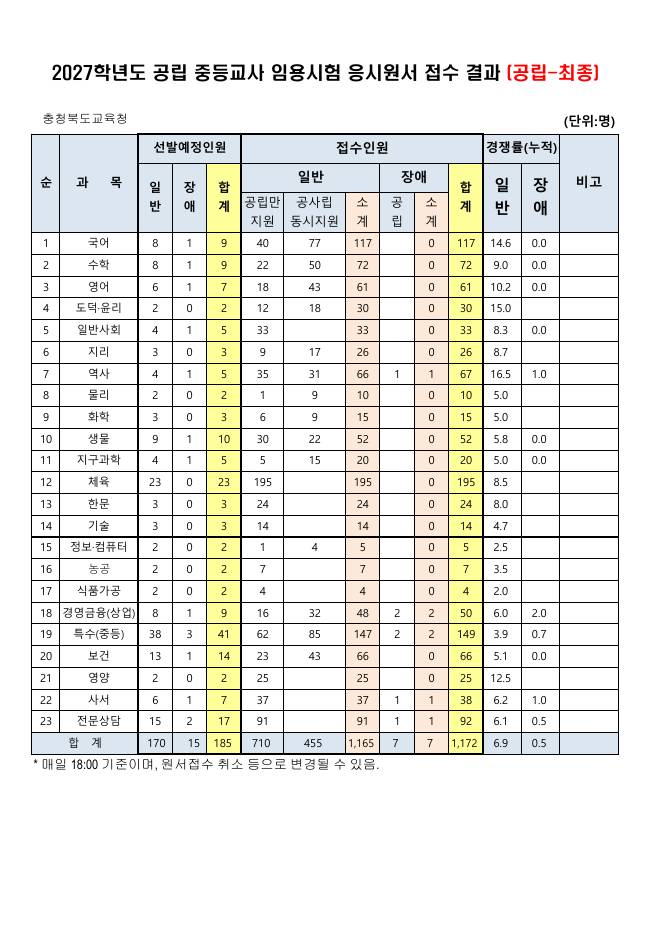 2027학년도 공립 중등교사 임용시험 응시원서 접수 결과 (공립-최종)
충청북도교육청 (단위:명)
순 과 목 선발예정인원 접수인원 경쟁률(누적) 비고
일반 장애 합계 일반 장애 합계 일반 장애
공립만 지원 공사립 동시지원 소계 공립 소계
1 국어 8 1 9 40 77 117 0 117 14.6 0.0
2 수학 8 1 9 22 50 72 0 72 9.0 0.0
3 영어 6 1 7 18 43 61 0 61 10.2 0.0
4 도덕·윤리 2 0 2 12 18 30 0 30 15.0
5 일반사회 4 1 5 33 33 0 33 8.3 0.0
6 지리 3 0 3 9 17 26 0 26 8.7
7 역사 4 1 5 35 31 66 1 1 67 16.5 1.0
8 물리 2 0 2 1 9 10 0 10 5.0
9 화학 3 0 3 6 9 15 0 15 5.0
10 생물 9 1 10 30 22 52 0 52 5.8 0.0
11 지구과학 4 1 5 5 15 20 0 20 5.0 0.0
12 체육 23 0 23 195 195 0 195 8.5
13 한문 3 0 3 24 24 0 24 8.0
14 기술 3 0 3 14 14 0 14 4.7
15 정보·컴퓨터 2 0 2 1 4 5 0 5 2.5
16 농공 2 0 2 7 7 0 7 3.5
17 식품가공 2 0 2 4 4 0 4 2.0
18 경영금융(상업) 8 1 9 16 32 48 2 2 50 6.0 2.0
19 특수(중등) 38 3 41 62 85 147 2 2 149 3.9 0.7
20 보건 13 1 14 23 43 66 0 66 5.1 0.0
21 영양 2 0 2 25 25 0 25 12.5
22 사서 6 1 7 37 37 1 1 38 6.2 1.0
23 전문상담 15 2 17 91 91 1 1 92 6.1 0.5
합 계 170 15 185 710 455 1,165 7 7 1,172 6.9 0.5
* 매일 18:00 기준이며, 원서접수 취소 등으로 변경될 수 있음.